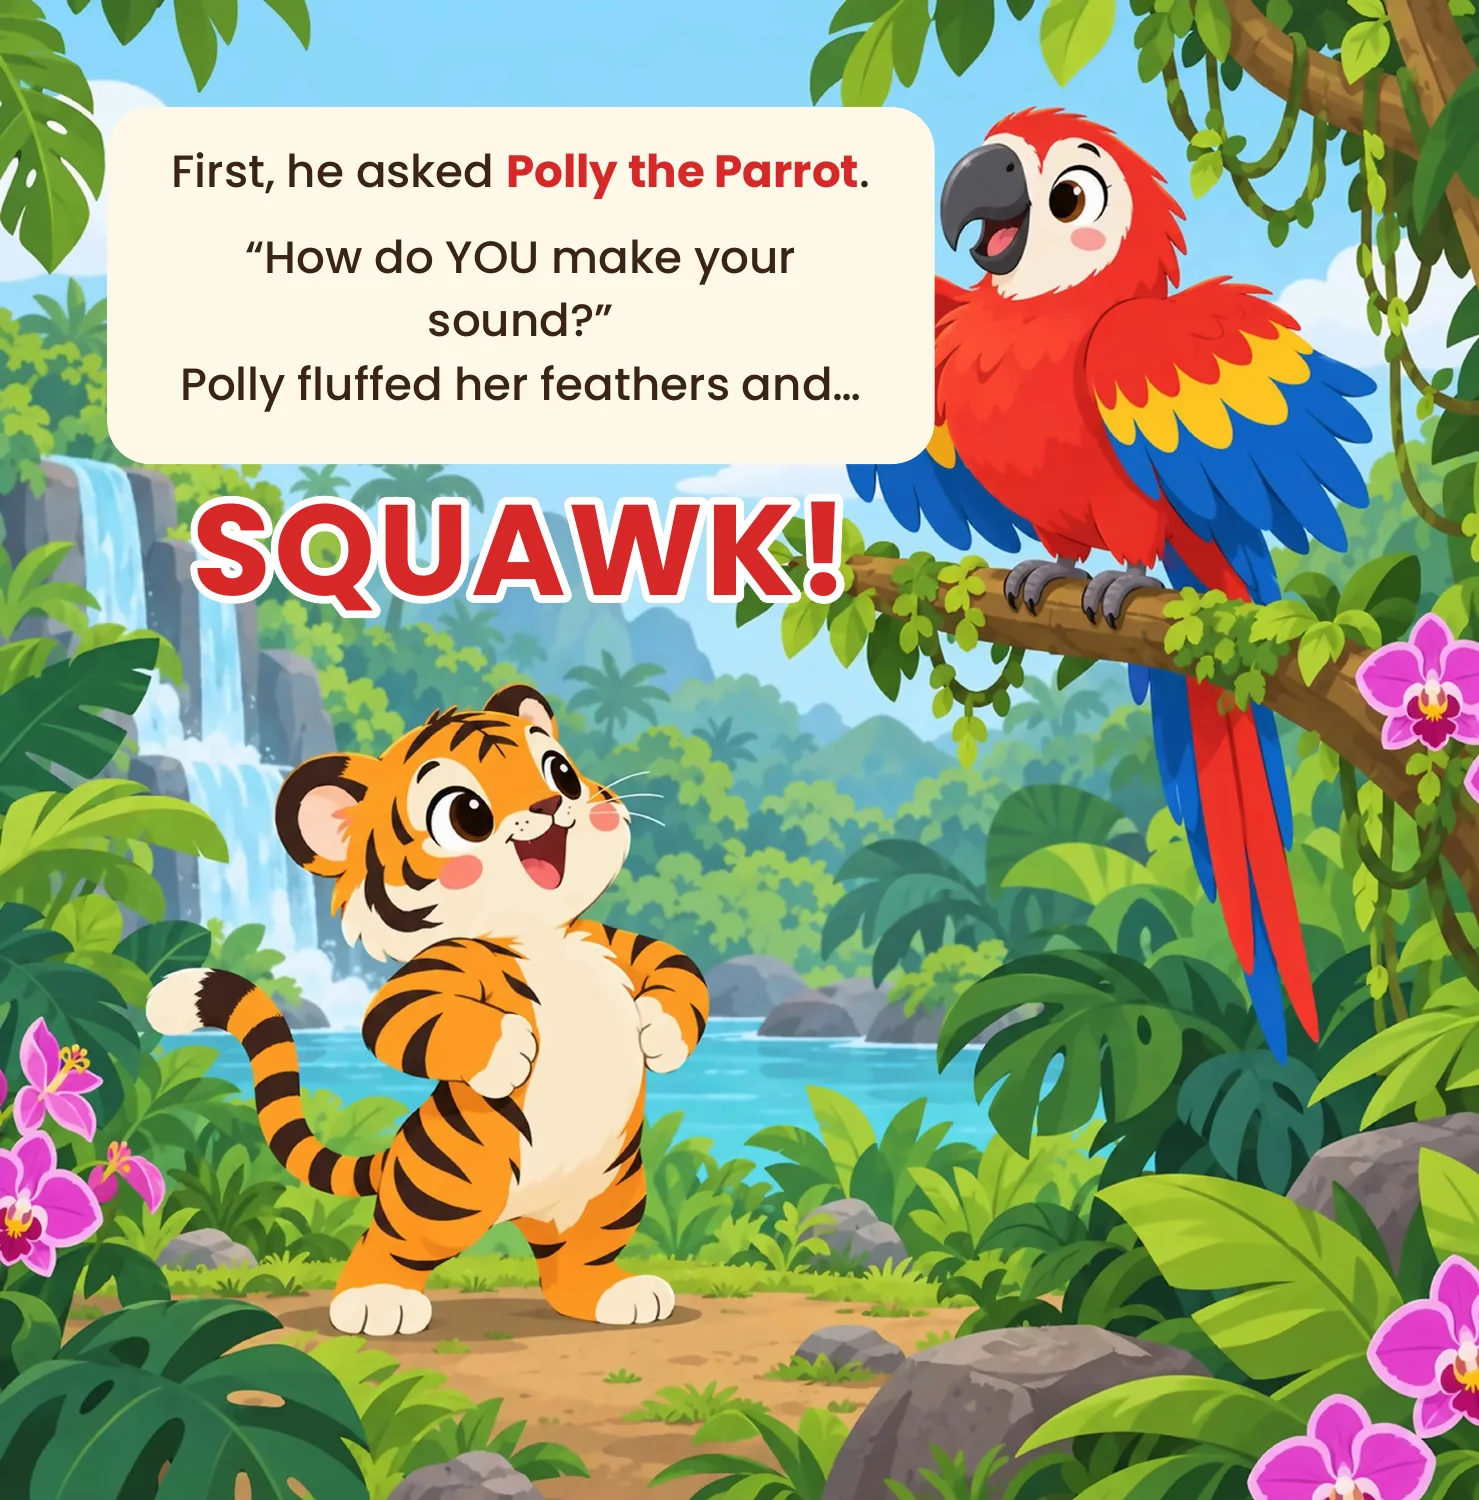 First, he asked Polly the Parrot.
“How do YOU make your
sound?”
Polly fluffed her feathers and...
SQUAWK!